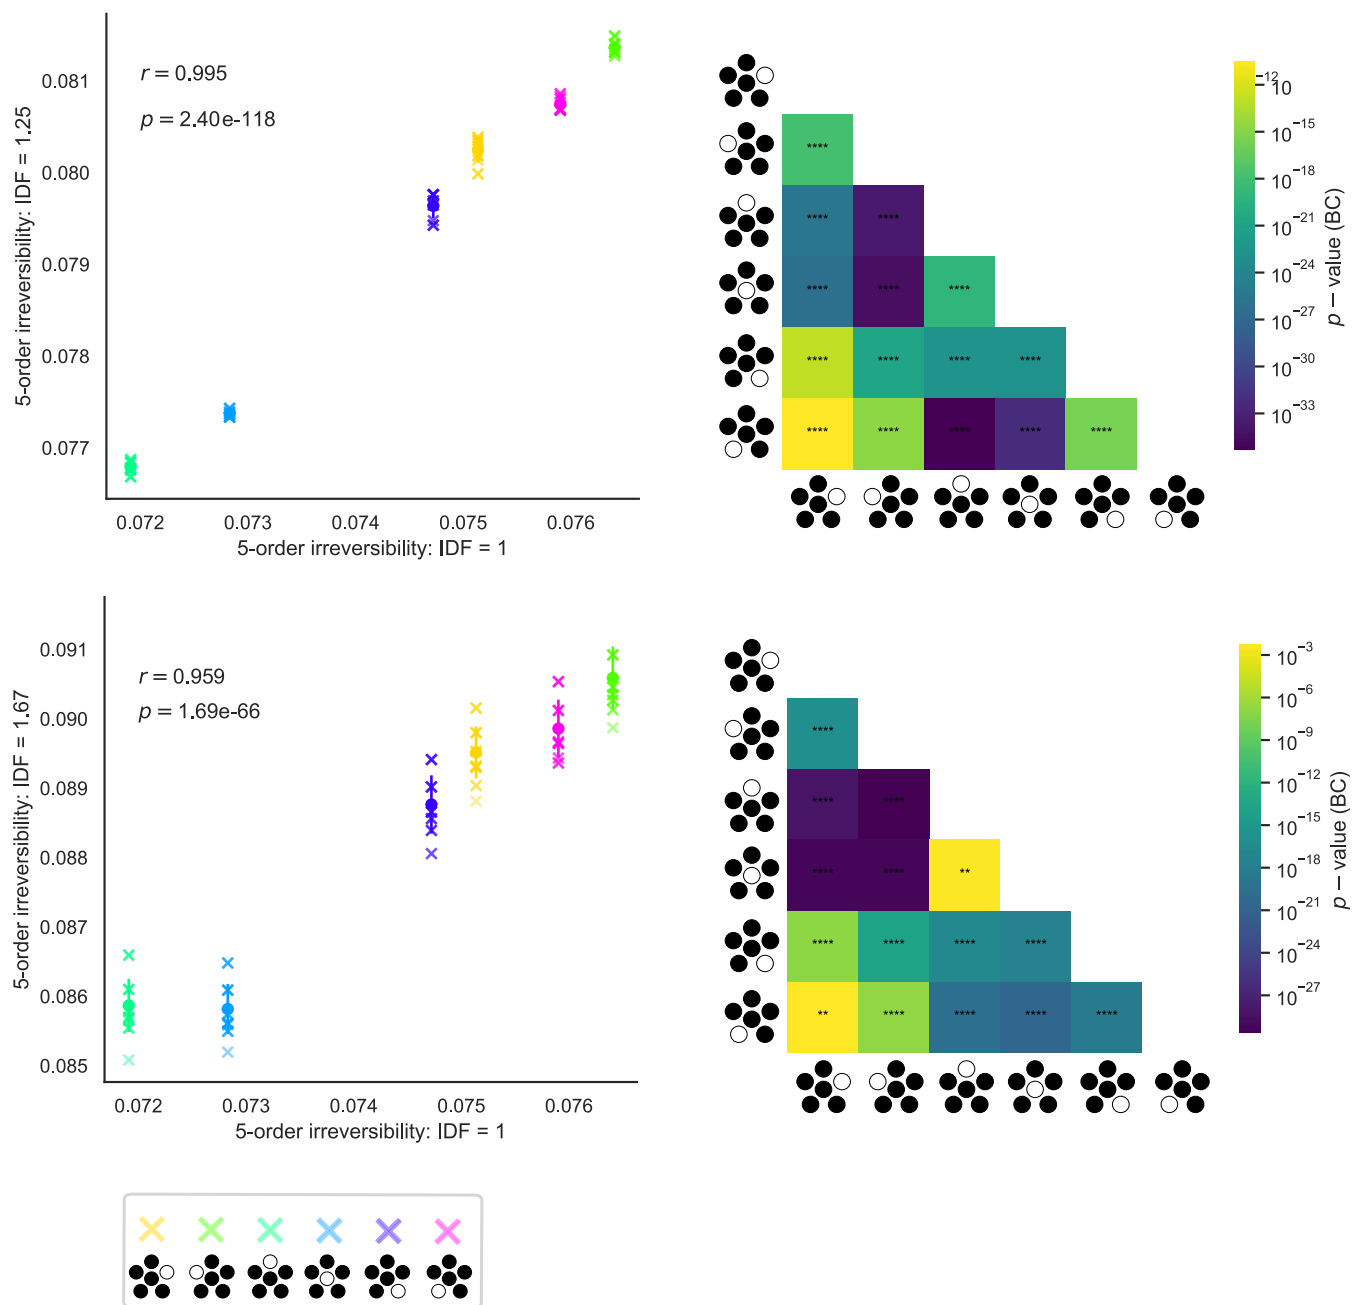 5-order irreversibility: IDF = 1.25
0.081
0.080
0.079
0.078
0.077
r = 0.995
p = 2.40e-118
0.072 0.073 0.074 0.075 0.076
5-order irreversibility: IDF = 1
****
**** ****
**** **** ****
**** **** **** ****
**** **** **** **** ****
10^−12
10^−15
10^−18
10^−21
10^−24
10^−27
10^−30
10^−33
p − value (BC)
5-order irreversibility: IDF = 1.67
0.091
0.090
0.089
0.088
0.087
0.086
0.085
r = 0.959
p = 1.69e-66
0.072 0.073 0.074 0.075 0.076
5-order irreversibility: IDF = 1
****
**** ****
**** **** **
**** **** **** ****
** **** **** **** ****
10^−3
10^−6
10^−9
10^−12
10^−15
10^−18
10^−21
10^−24
10^−27
p − value (BC)